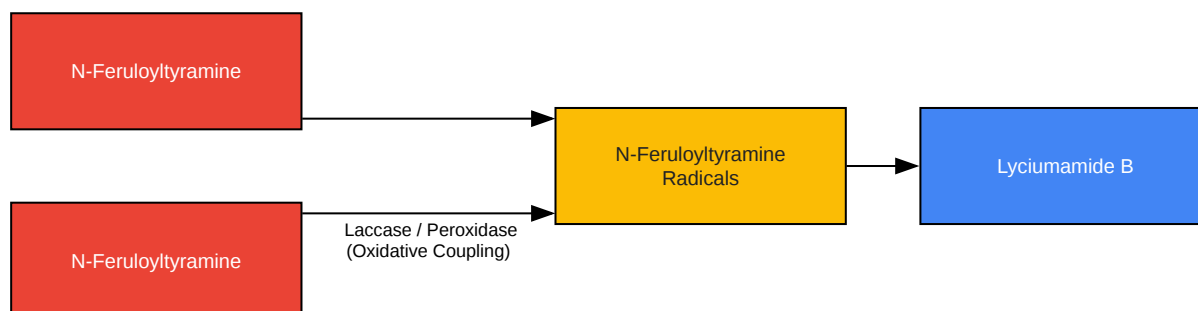 N-Feruloyltyramine
N-Feruloyltyramine
Radicals
Lyciumamide B
Laccase / Peroxidase
(Oxidative Coupling)
N-Feruloyltyramine